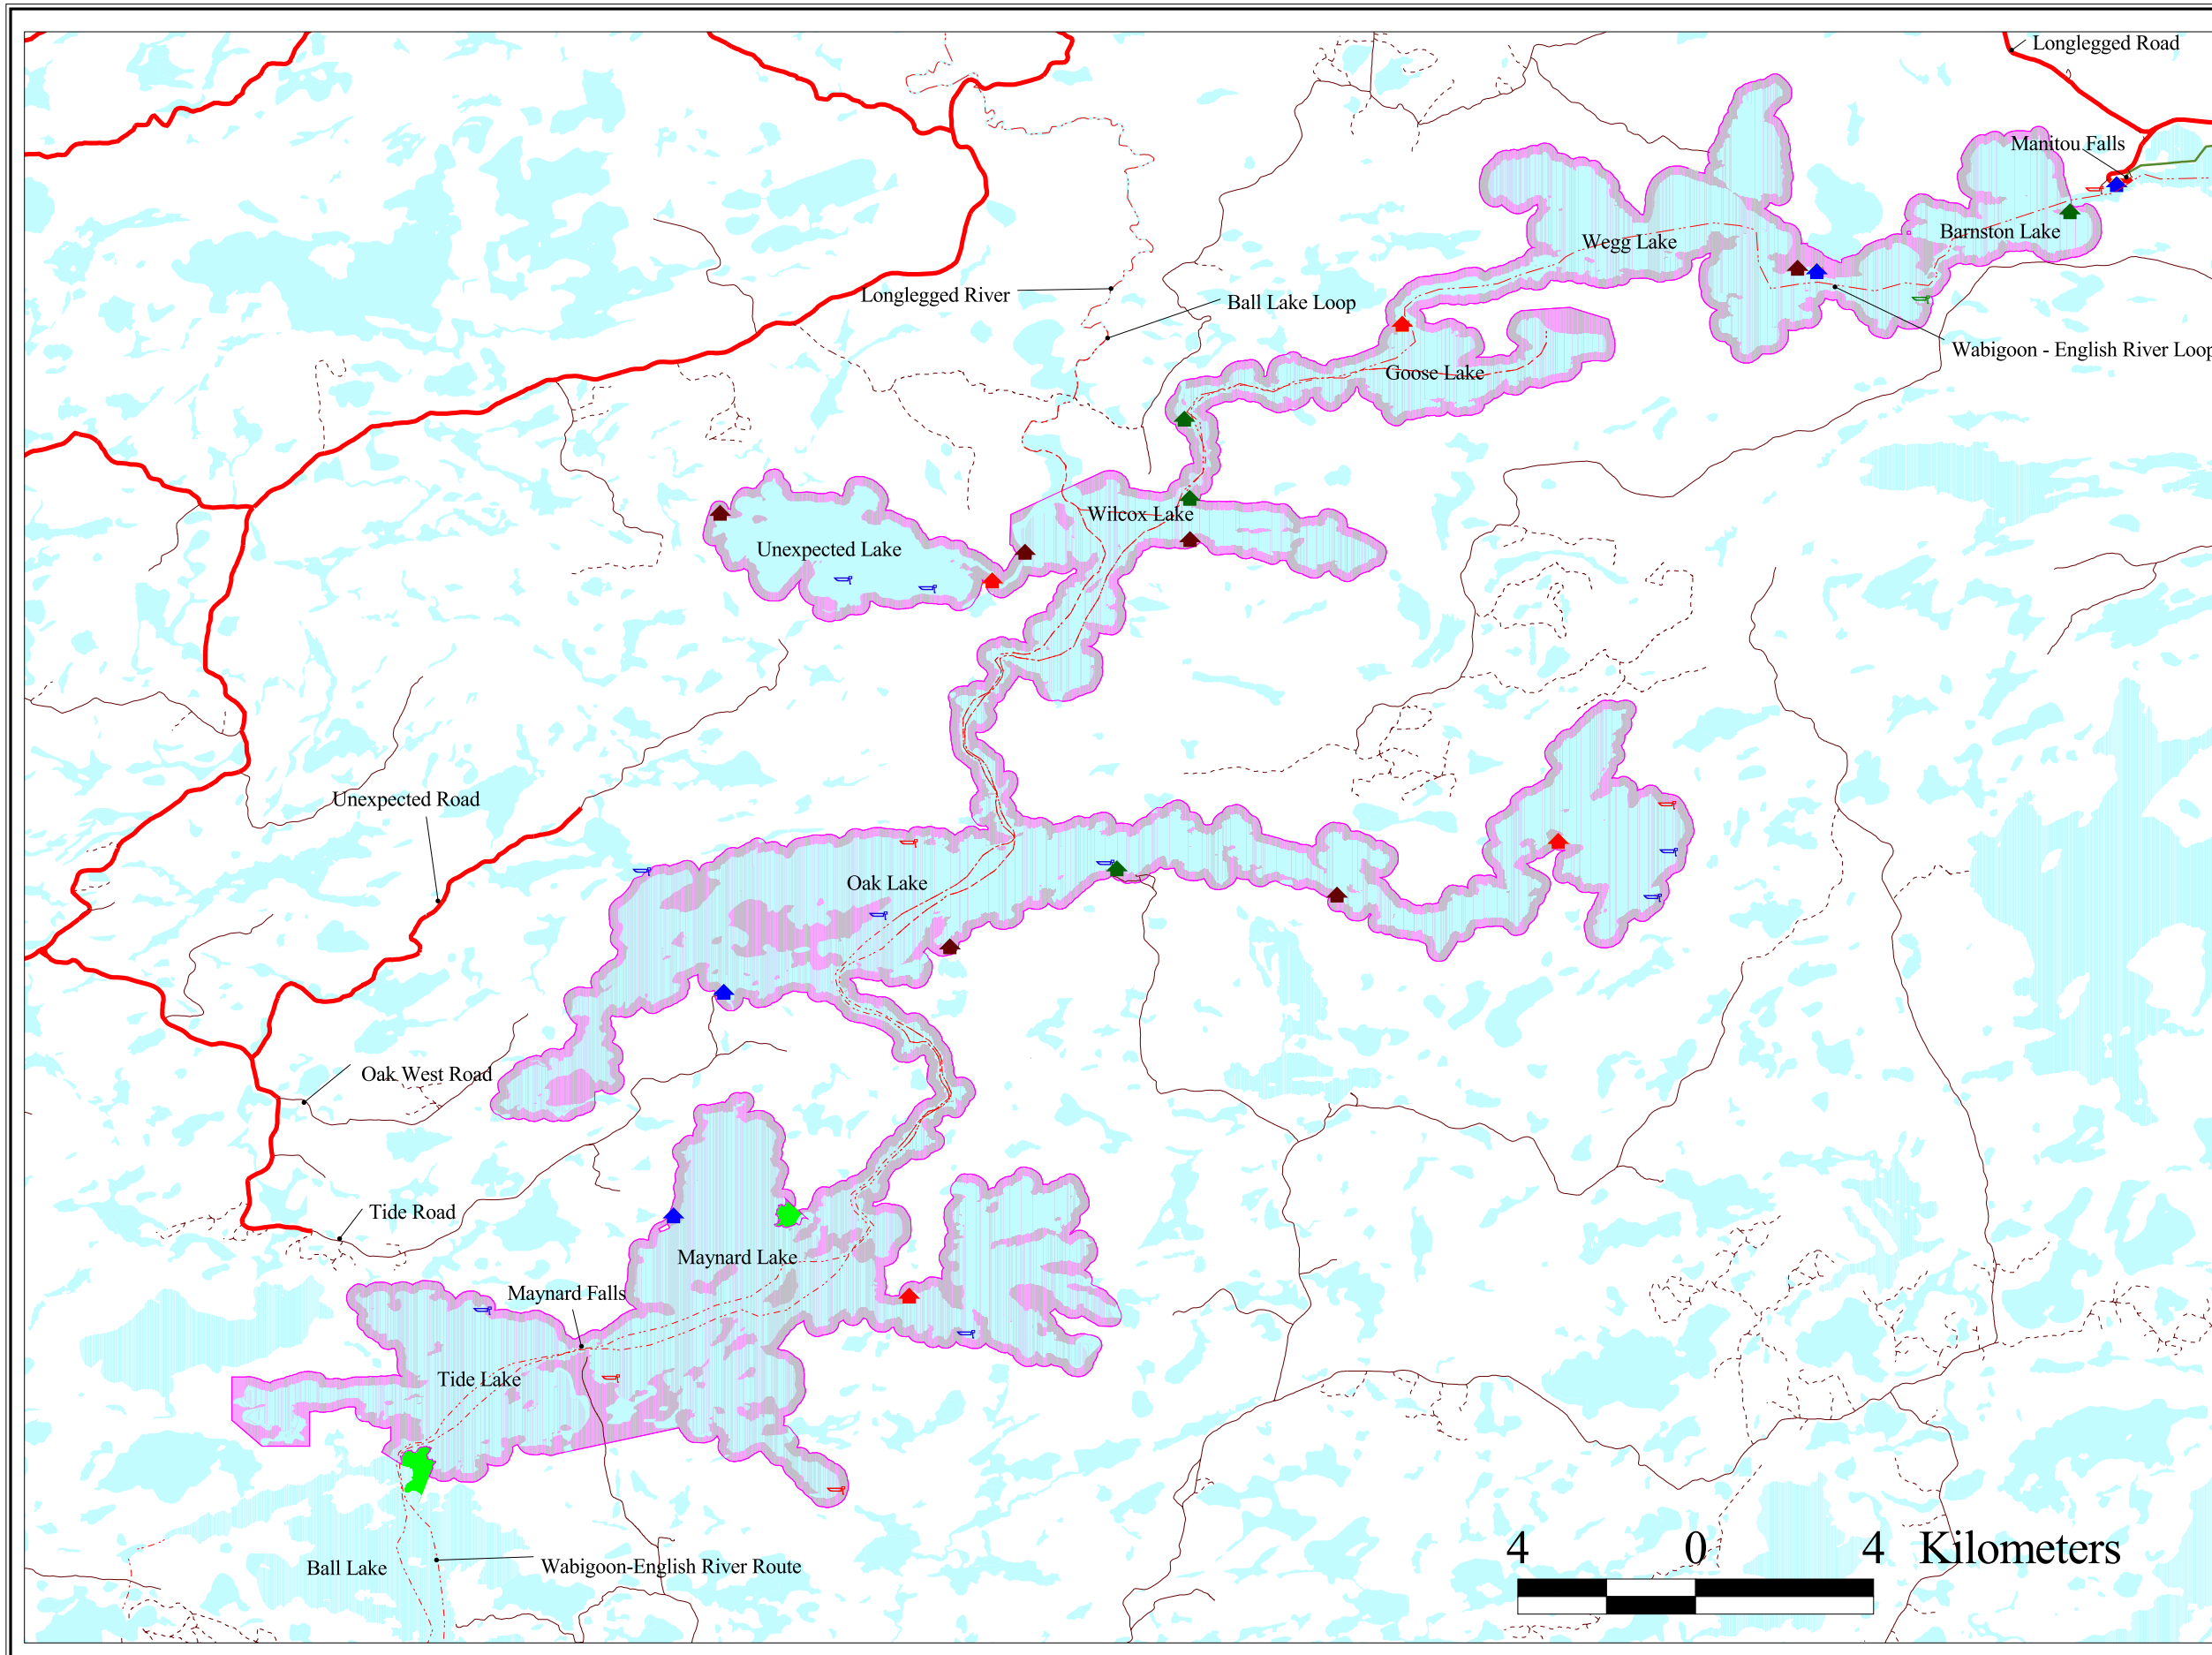 Longlegged Road
Manitou Falls
Barnston Lake
Wegg Lake
Longlegged River
Ball Lake Loop
Wabigoon - English River Loop
Goose Lake
Wilcox Lake
Unexpected Lake
Unexpected Road
Oak Lake
Oak West Road
Tide Road
Maynard Lake
Maynard Falls
Tide Lake
Ball Lake
Wabigoon-English River Route
4 0 4 Kilometers